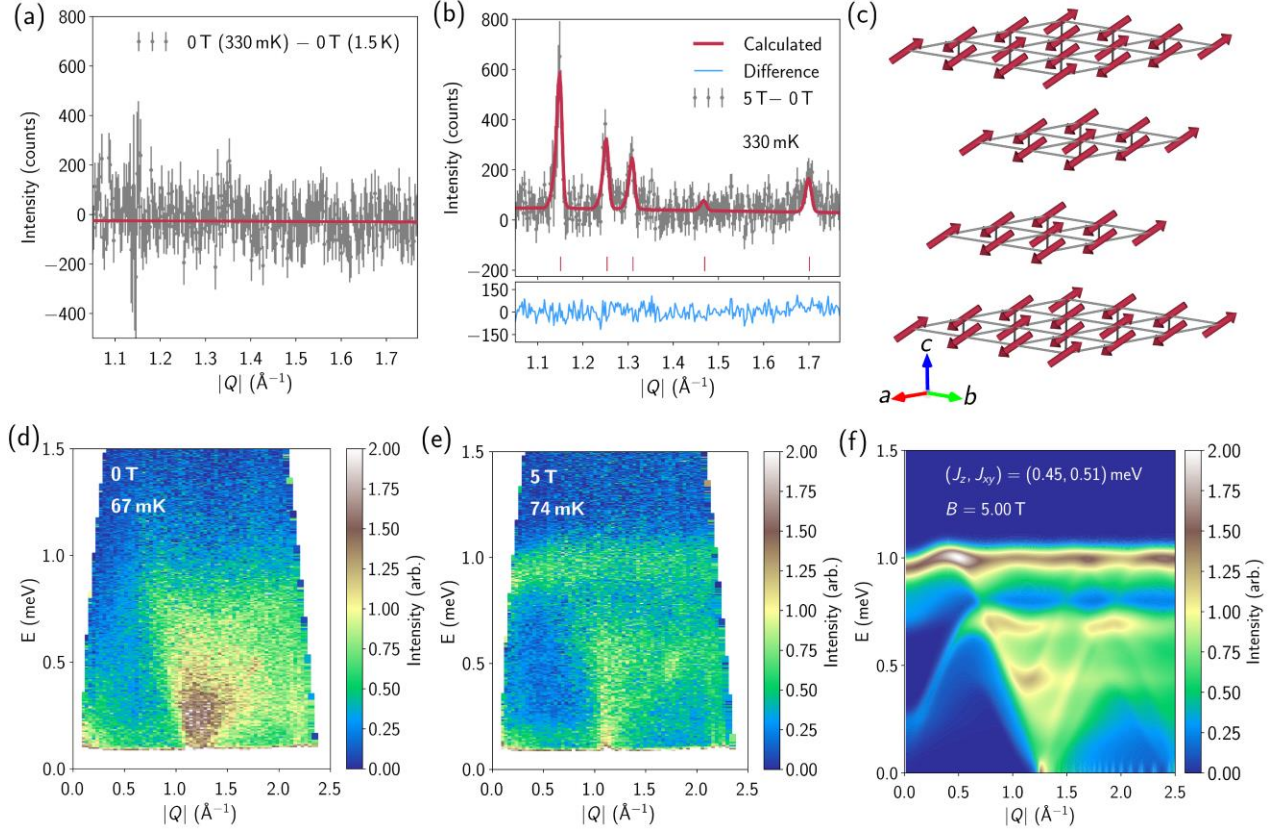 (a)
800
600
400
200
0
−200
−400
Intensity (counts)
0 T (330 mK) − 0 T (1.5 K)
1.1 1.2 1.3 1.4 1.5 1.6 1.7
|Q| (Å⁻¹)
(b)
800
600
400
200
0
−200
Intensity (counts)
Calculated
Difference
5 T − 0 T
330 mK
150
0
−150
1.1 1.2 1.3 1.4 1.5 1.6 1.7
|Q| (Å⁻¹)
(c)
c
a
b
(d)
1.5
1.0
0.5
0.0
E (meV)
0 T
67 mK
0.0 0.5 1.0 1.5 2.0 2.5
|Q| (Å⁻¹)
2.00
1.75
1.50
1.25
1.00
0.75
0.50
0.25
0.00
Intensity (arb.)
(e)
1.5
1.0
0.5
0.0
E (meV)
5 T
74 mK
0.0 0.5 1.0 1.5 2.0 2.5
|Q| (Å⁻¹)
2.00
1.75
1.50
1.25
1.00
0.75
0.50
0.25
0.00
Intensity (arb.)
(f)
1.5
1.0
0.5
0.0
E (meV)
(J_z, J_xy) = (0.45, 0.51) meV
B = 5.00 T
0.0 0.5 1.0 1.5 2.0 2.5
|Q| (Å⁻¹)
2.00
1.75
1.50
1.25
1.00
0.75
0.50
0.25
0.00
Intensity (arb.)